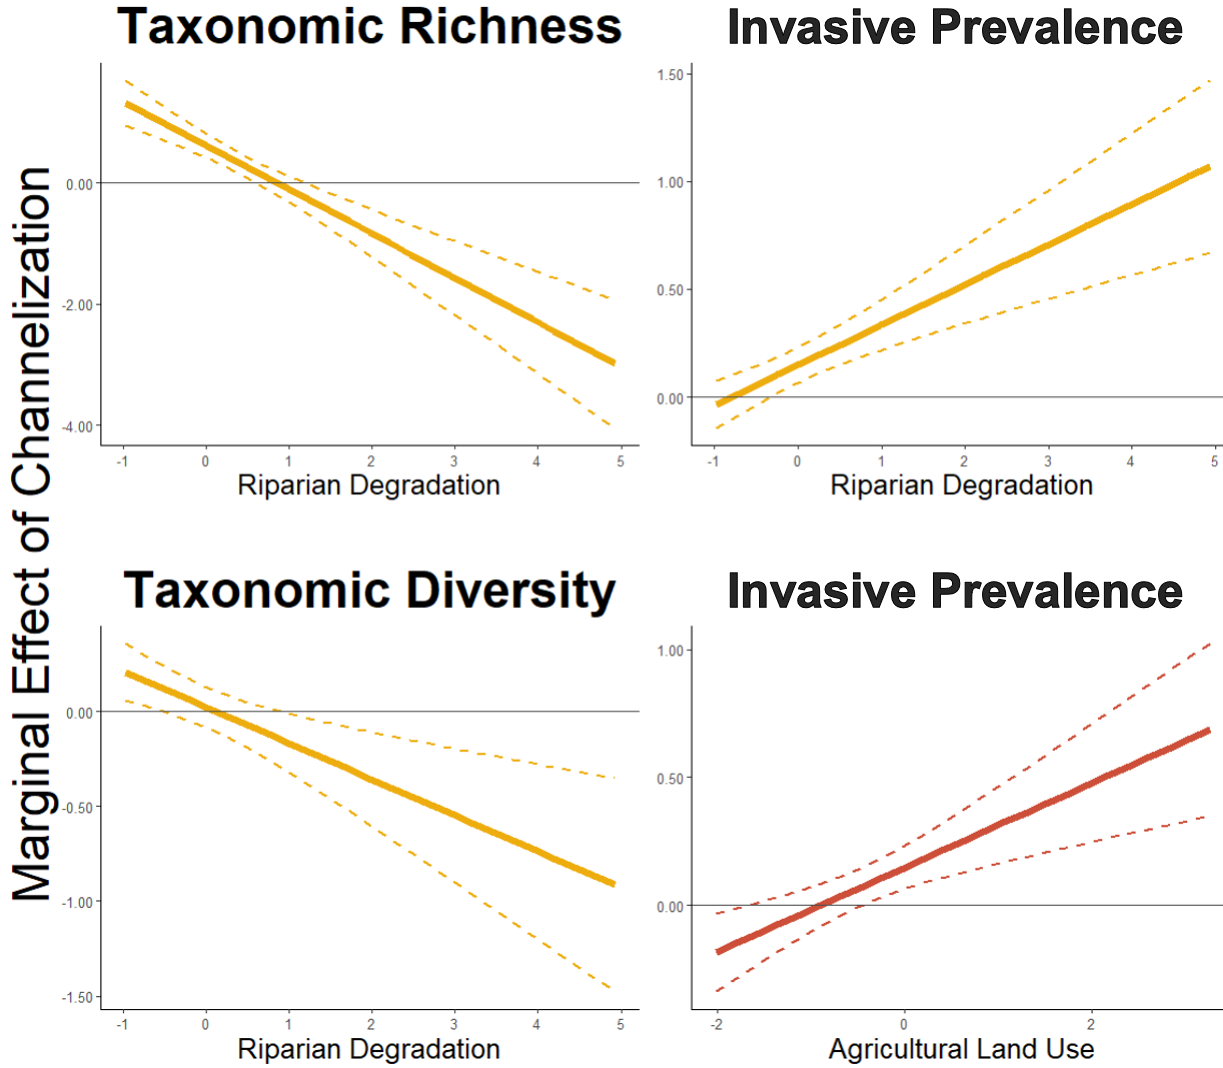 Taxonomic Richness
Invasive Prevalence
Marginal Effect of Channelization
0.00
-2.00
-4.00
-1 0 1 2 3 4 5
Riparian Degradation
1.50
1.00
0.50
0.00
-1 0 1 2 3 4 5
Riparian Degradation
Taxonomic Diversity
Invasive Prevalence
0.00
-0.50
-1.00
-1.50
-1 0 1 2 3 4 5
Riparian Degradation
1.00
0.50
0.00
-2 0 2
Agricultural Land Use